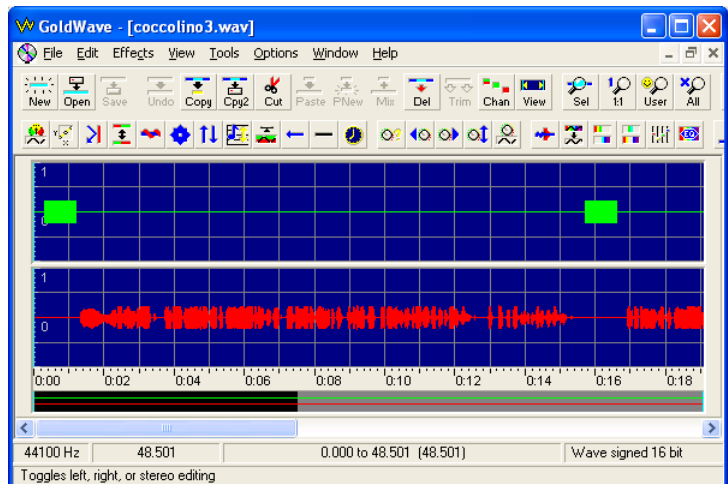 GoldWave - [coccolino3.wav]
File Edit Effects View Tools Options Window Help
New Open Save Undo Copy Cpy2 Cut Paste PNew Mix Del Trim Chan View Sel 1:1 User All
1
0
1
0
0:00 0:02 0:04 0:06 0:08 0:10 0:12 0:14 0:16 0:18
44100 Hz 48.501 0.000 to 48.501 (48.501) Wave signed 16 bit
Toggles left, right, or stereo editing